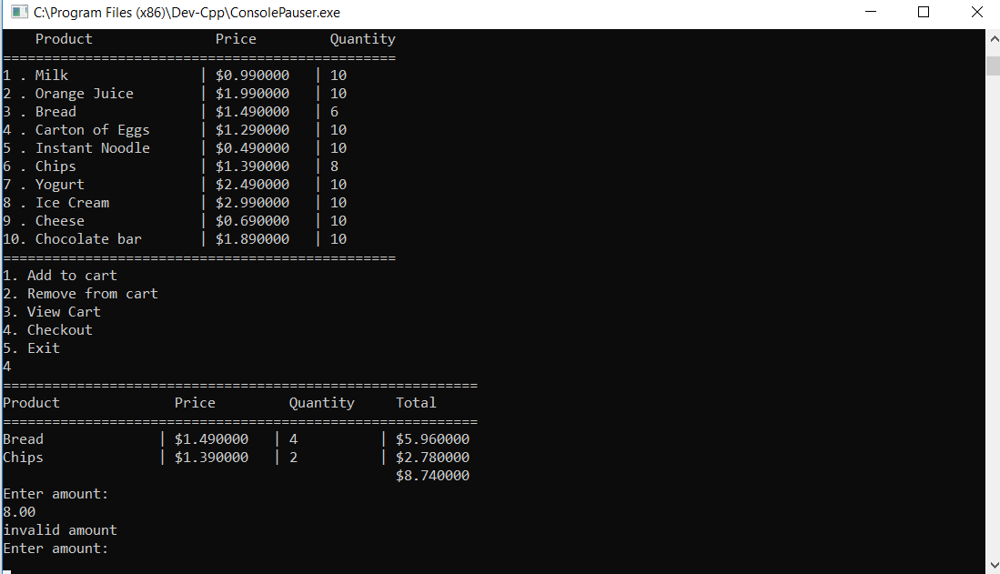 C:\Program Files (x86)\Dev-Cpp\ConsolePauser.exe
    Product               Price         Quantity
================================================
1 . Milk                | $0.990000   | 10
2 . Orange Juice        | $1.990000   | 10
3 . Bread               | $1.490000   | 6
4 . Carton of Eggs      | $1.290000   | 10
5 . Instant Noodle      | $0.490000   | 10
6 . Chips               | $1.390000   | 8
7 . Yogurt              | $2.490000   | 10
8 . Ice Cream           | $2.990000   | 10
9 . Cheese              | $0.690000   | 10
10. Chocolate bar       | $1.890000   | 10
================================================
1. Add to cart
2. Remove from cart
3. View Cart
4. Checkout
5. Exit
4
==========================================================
Product              Price         Quantity     Total
==========================================================
Bread              | $1.490000   | 4          | $5.960000
Chips              | $1.390000   | 2          | $2.780000
                                                $8.740000
Enter amount:
8.00
invalid amount
Enter amount: